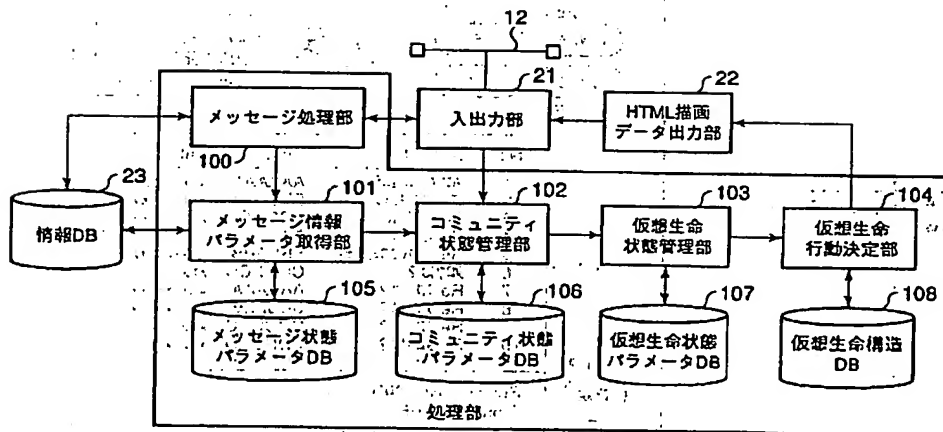 12
21
22
メッセージ処理部
入出力部
HTML描画
データ出力部
100
23
101
102
103
104
情報DB
メッセージ情報
パラメータ取得部
コミュニティ
状態管理部
仮想生命
状態管理部
仮想生命
行動決定部
105
106
107
108
メッセージ状態
パラメータDB
コミュニティ状態
パラメータDB
仮想生命状態
パラメータDB
仮想生命構造
DB
処理部